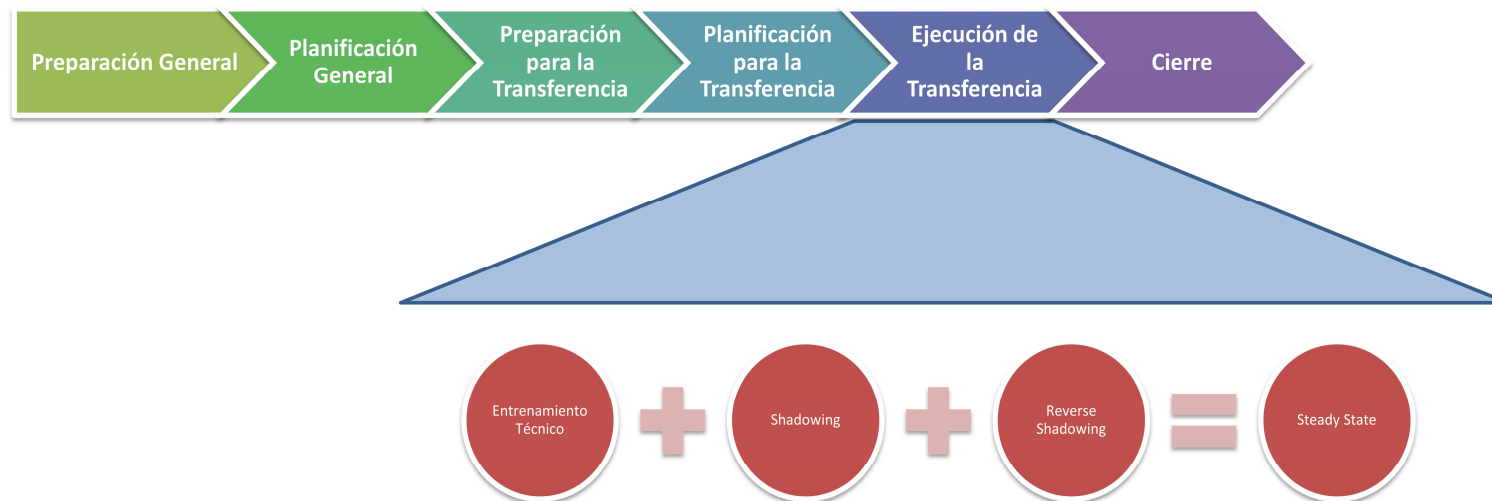 Preparación General
Planificación
General
Preparación
para la
Transferencia
Planificación
para la
Transferencia
Ejecución de
la
Transferencia
Cierre
Entrenamiento
Técnico
Shadowing
Reverse
Shadowing
Steady State